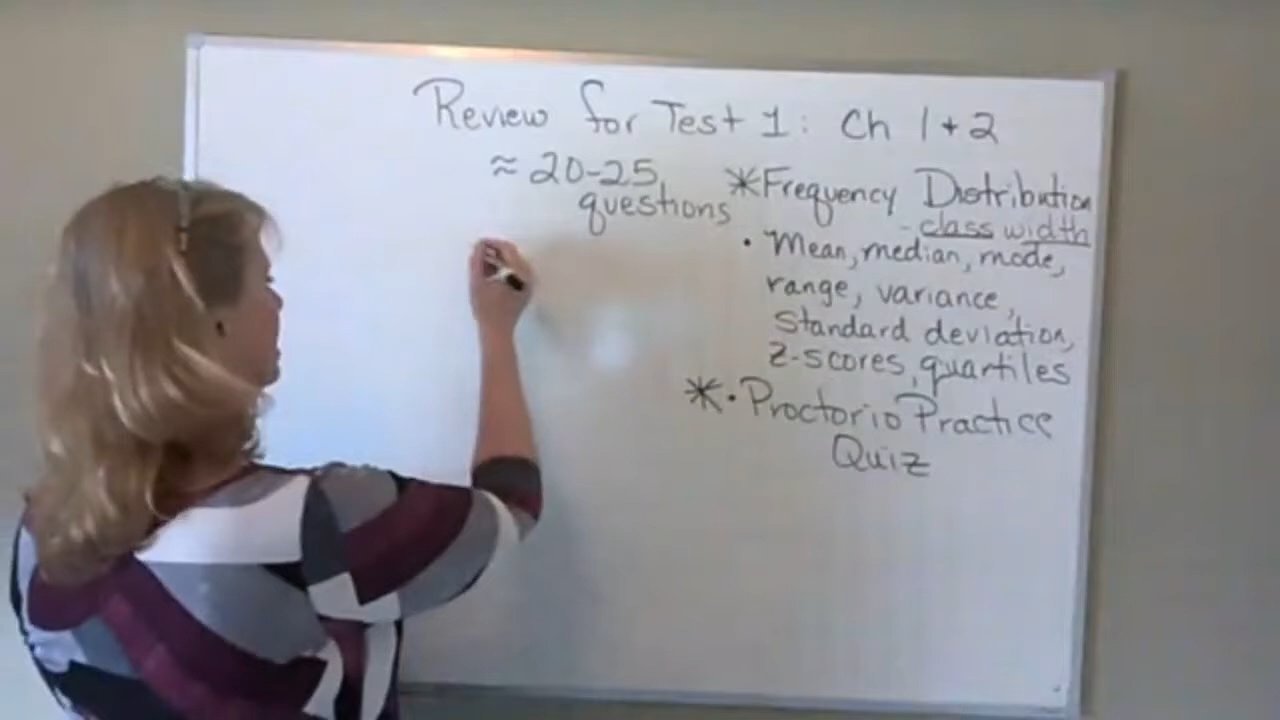 Review for Test 1: Ch 1 + 2
≈ 20-25
questions
* Frequency Distribution
- class width
• Mean, median, mode,
range, variance,
standard deviation,
z-scores, quartiles
* • Proctorio Practice
Quiz